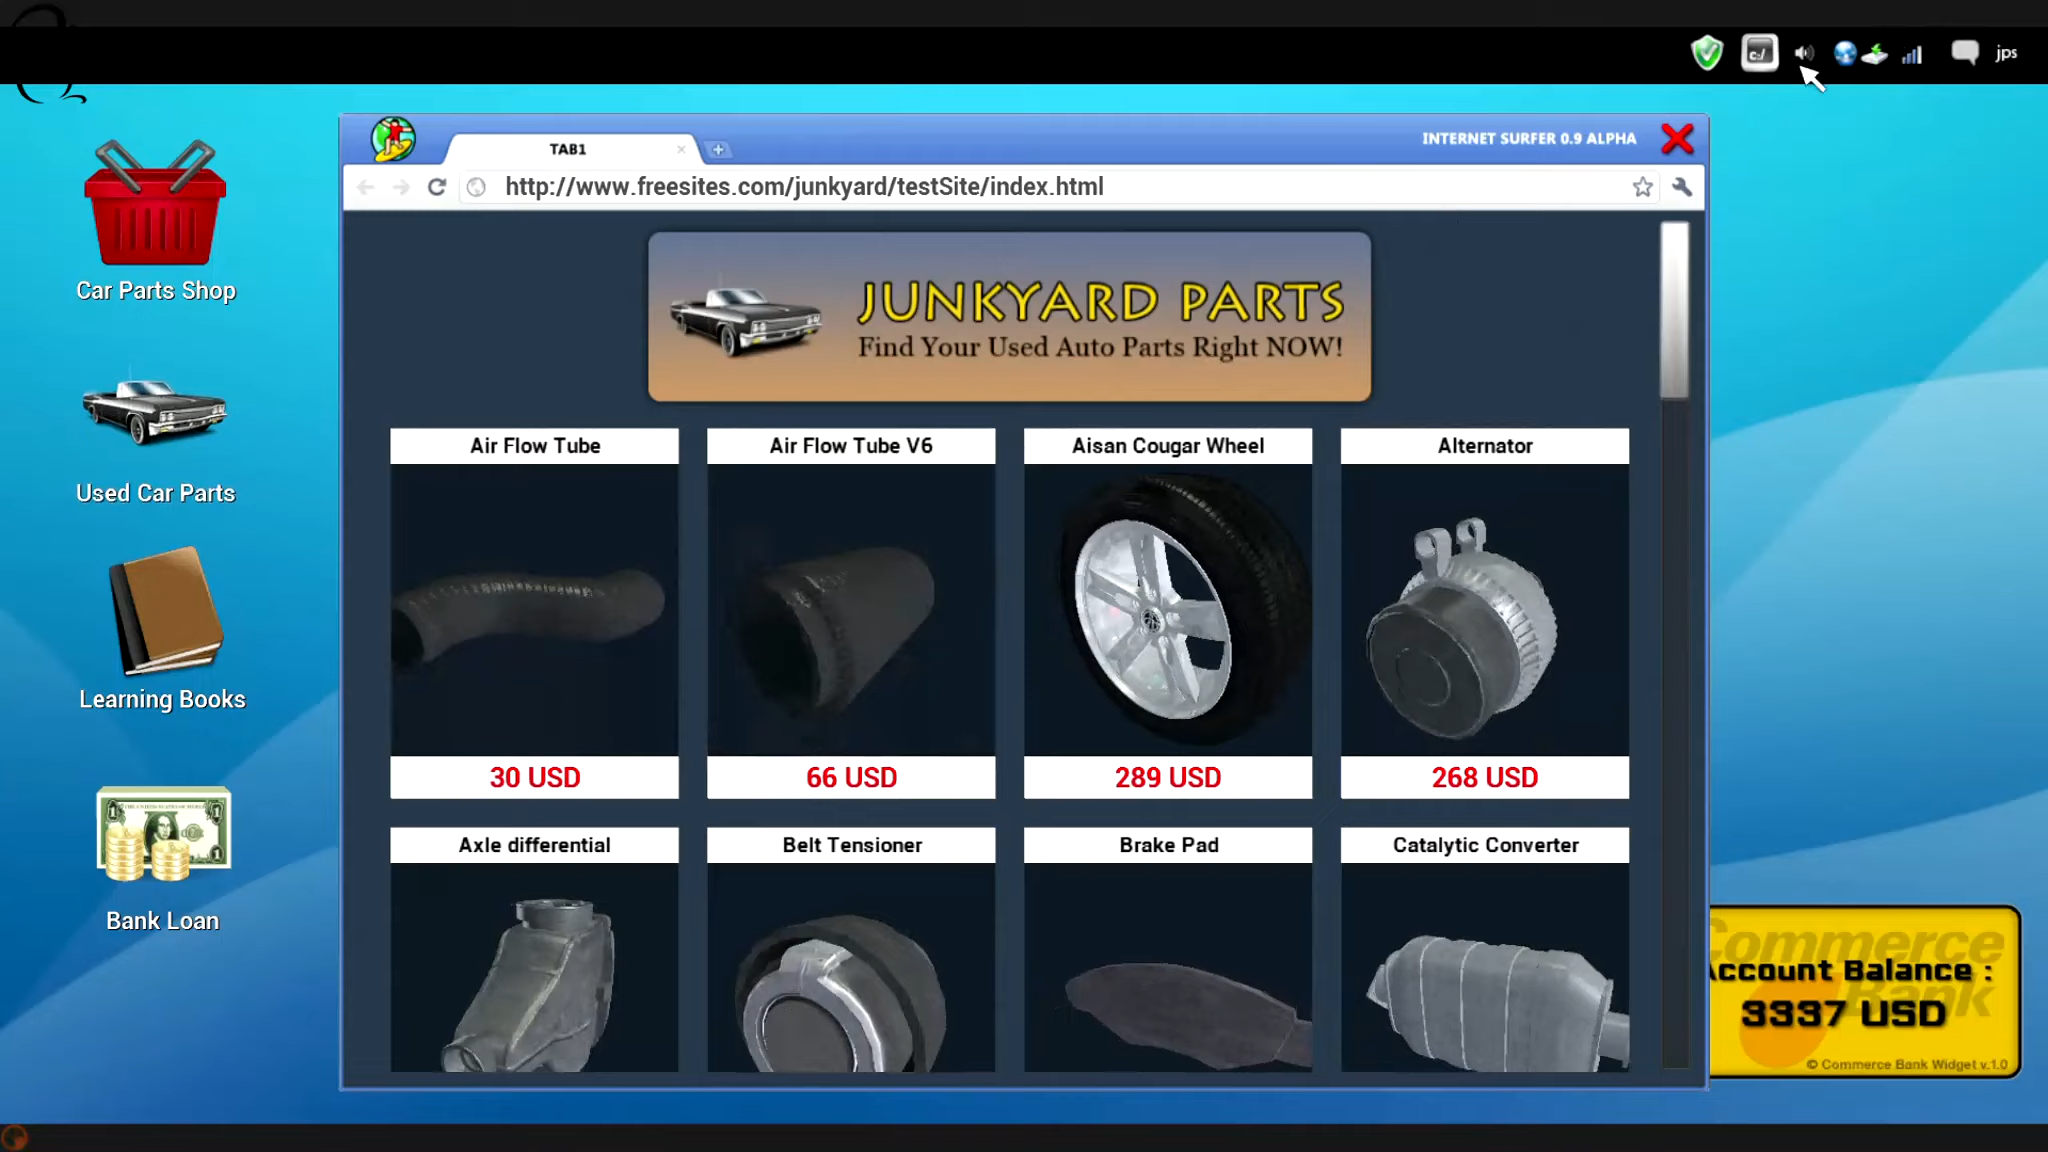 c:/
jps
TAB1
INTERNET SURFER 0.9 ALPHA
http://www.freesites.com/junkyard/testSite/index.html
JUNKYARD PARTS
Find Your Used Auto Parts Right NOW!
Car Parts Shop
Used Car Parts
Learning Books
Bank Loan
Air Flow Tube
Air Flow Tube V6
Aisan Cougar Wheel
Alternator
30 USD
66 USD
289 USD
268 USD
Axle differential
Belt Tensioner
Brake Pad
Catalytic Converter
Commerce
Bank
Account Balance :
3337 USD
© Commerce Bank Widget v.1.0